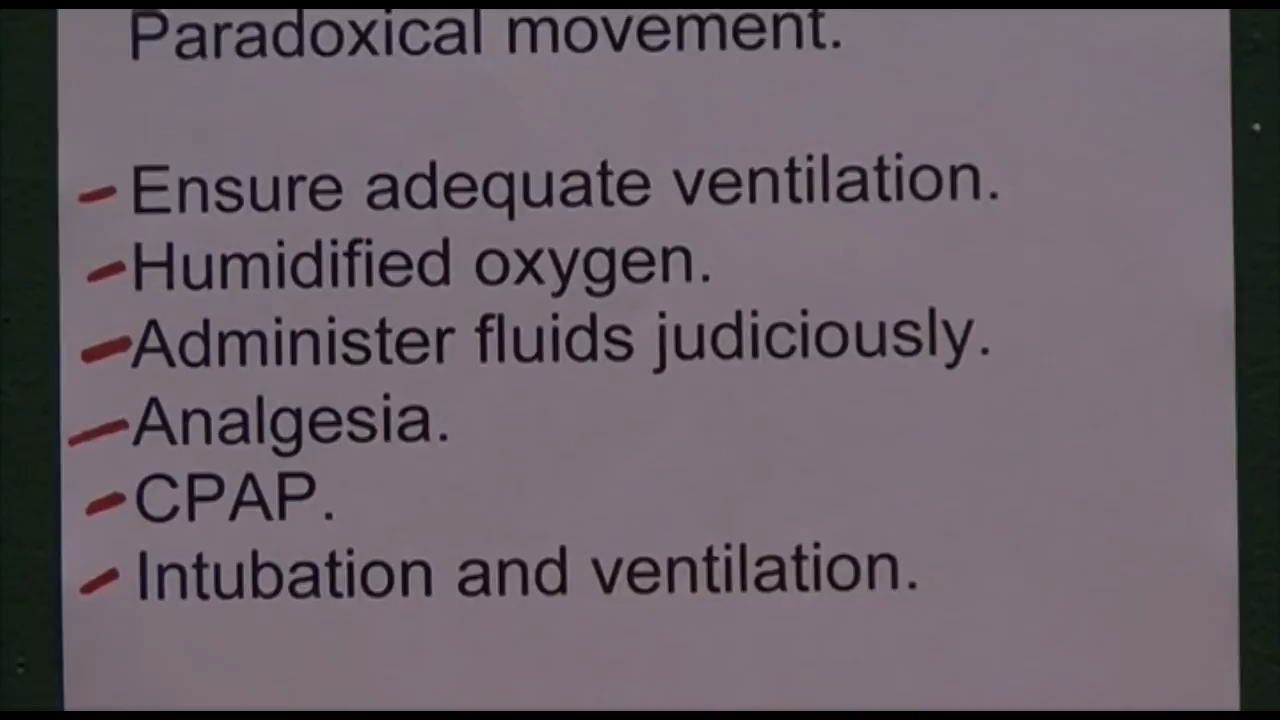 Paradoxical movement.
Ensure adequate ventilation.
Humidified oxygen.
Administer fluids judiciously.
Analgesia.
CPAP.
Intubation and ventilation.